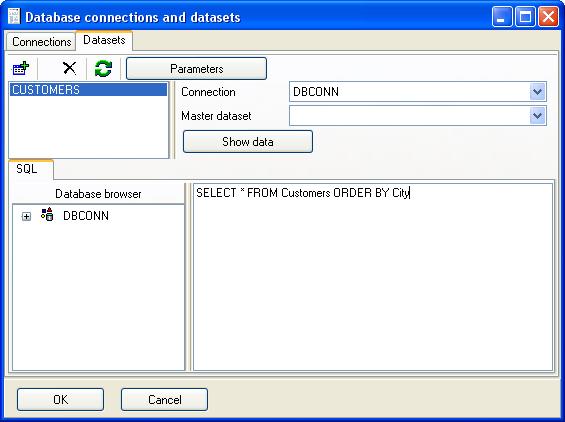 Database connections and datasets
Connections Datasets
Parameters
CUSTOMERS
Connection DBCONN
Master dataset
Show data
SQL
Database browser
SELECT * FROM Customers ORDER BY City
DBCONN
OK Cancel